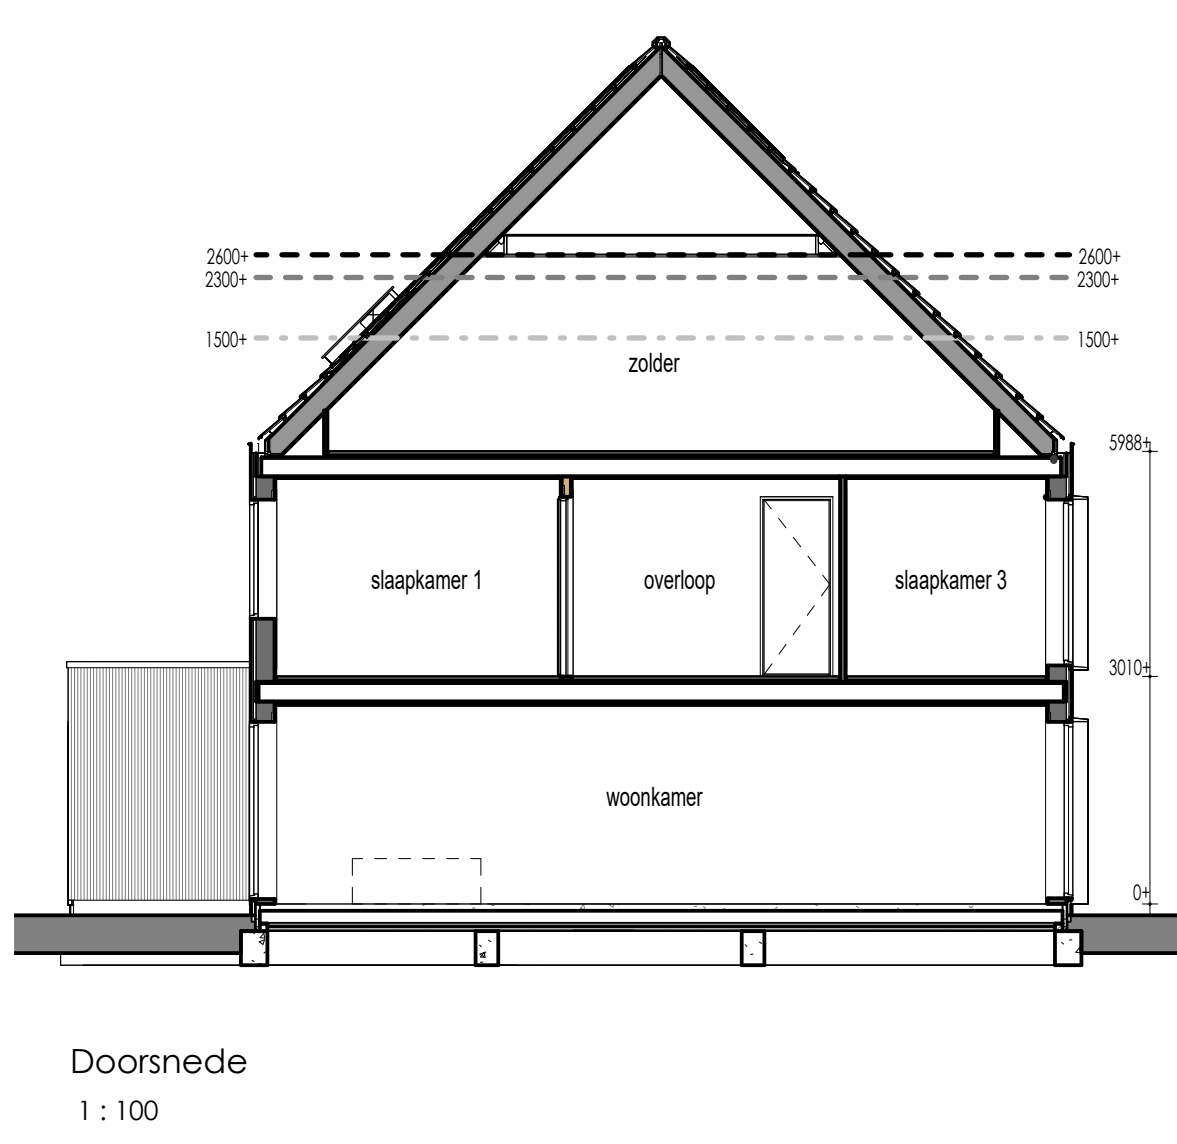 2600+ 2600+
2300+ 2300+
1500+ 1500+
zolder
5988+
slaapkamer 1 overloop slaapkamer 3
3010+
woonkamer
0+
Doorsnede
1 : 100